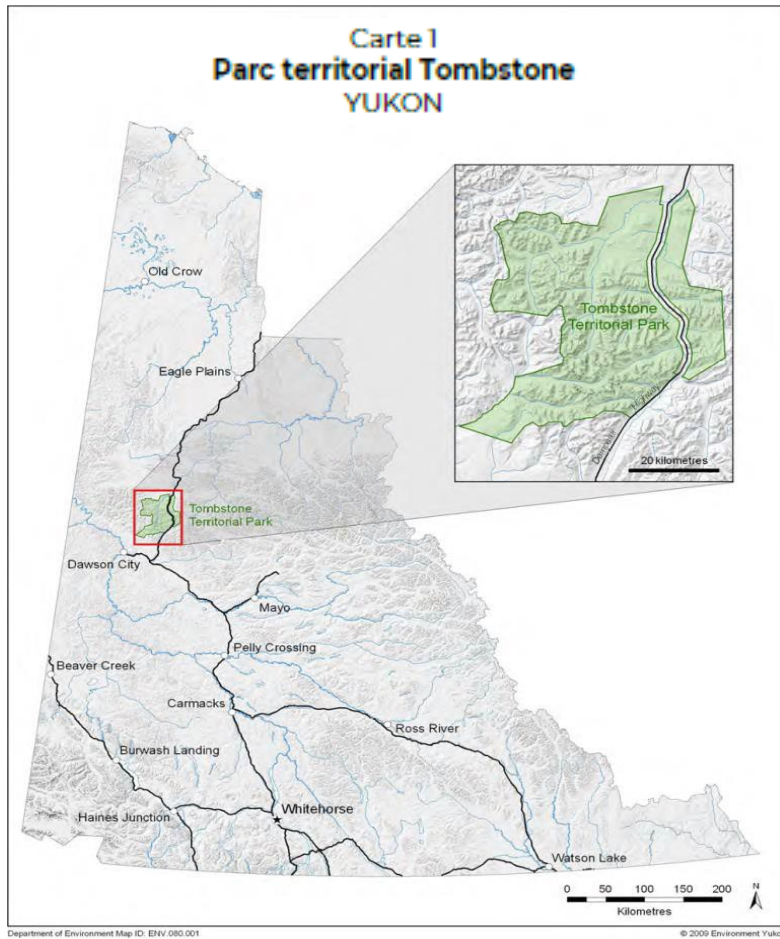 Carte 1
Parc territorial Tombstone
YUKON
Old Crow
Eagle Plains
Tombstone
Territorial Park
Dempster Highway
20 kilometres
Tombstone
Territorial Park
Dawson City
Mayo
Pelly Crossing
Beaver Creek
Carmacks
Ross River
Burwash Landing
Haines Junction
Whitehorse
Watson Lake
0 50 100 150 200
Kilometres
N
Department of Environment Map ID: ENV.080.001
© 2009 Environment Yuko